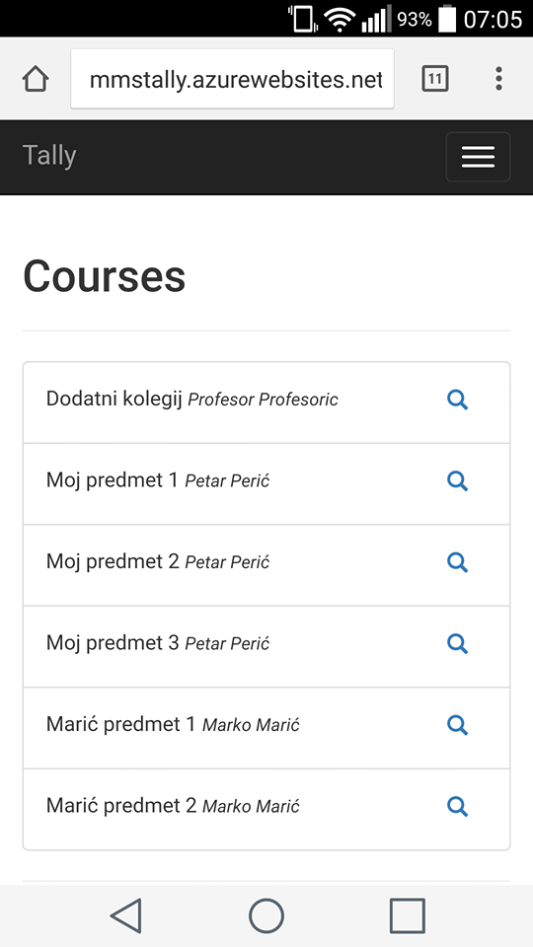 93% 07:05
mmstally.azurewebsites.net
11
Tally
Courses
Dodatni kolegij Profesor Profesoric
Moj predmet 1 Petar Perić
Moj predmet 2 Petar Perić
Moj predmet 3 Petar Perić
Marić predmet 1 Marko Marić
Marić predmet 2 Marko Marić